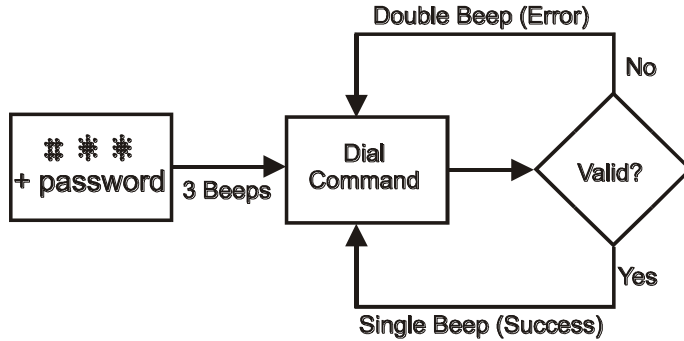 Double Beep (Error)
No
# * *
+ password
3 Beeps
Dial
Command
Valid?
Yes
Single Beep (Success)